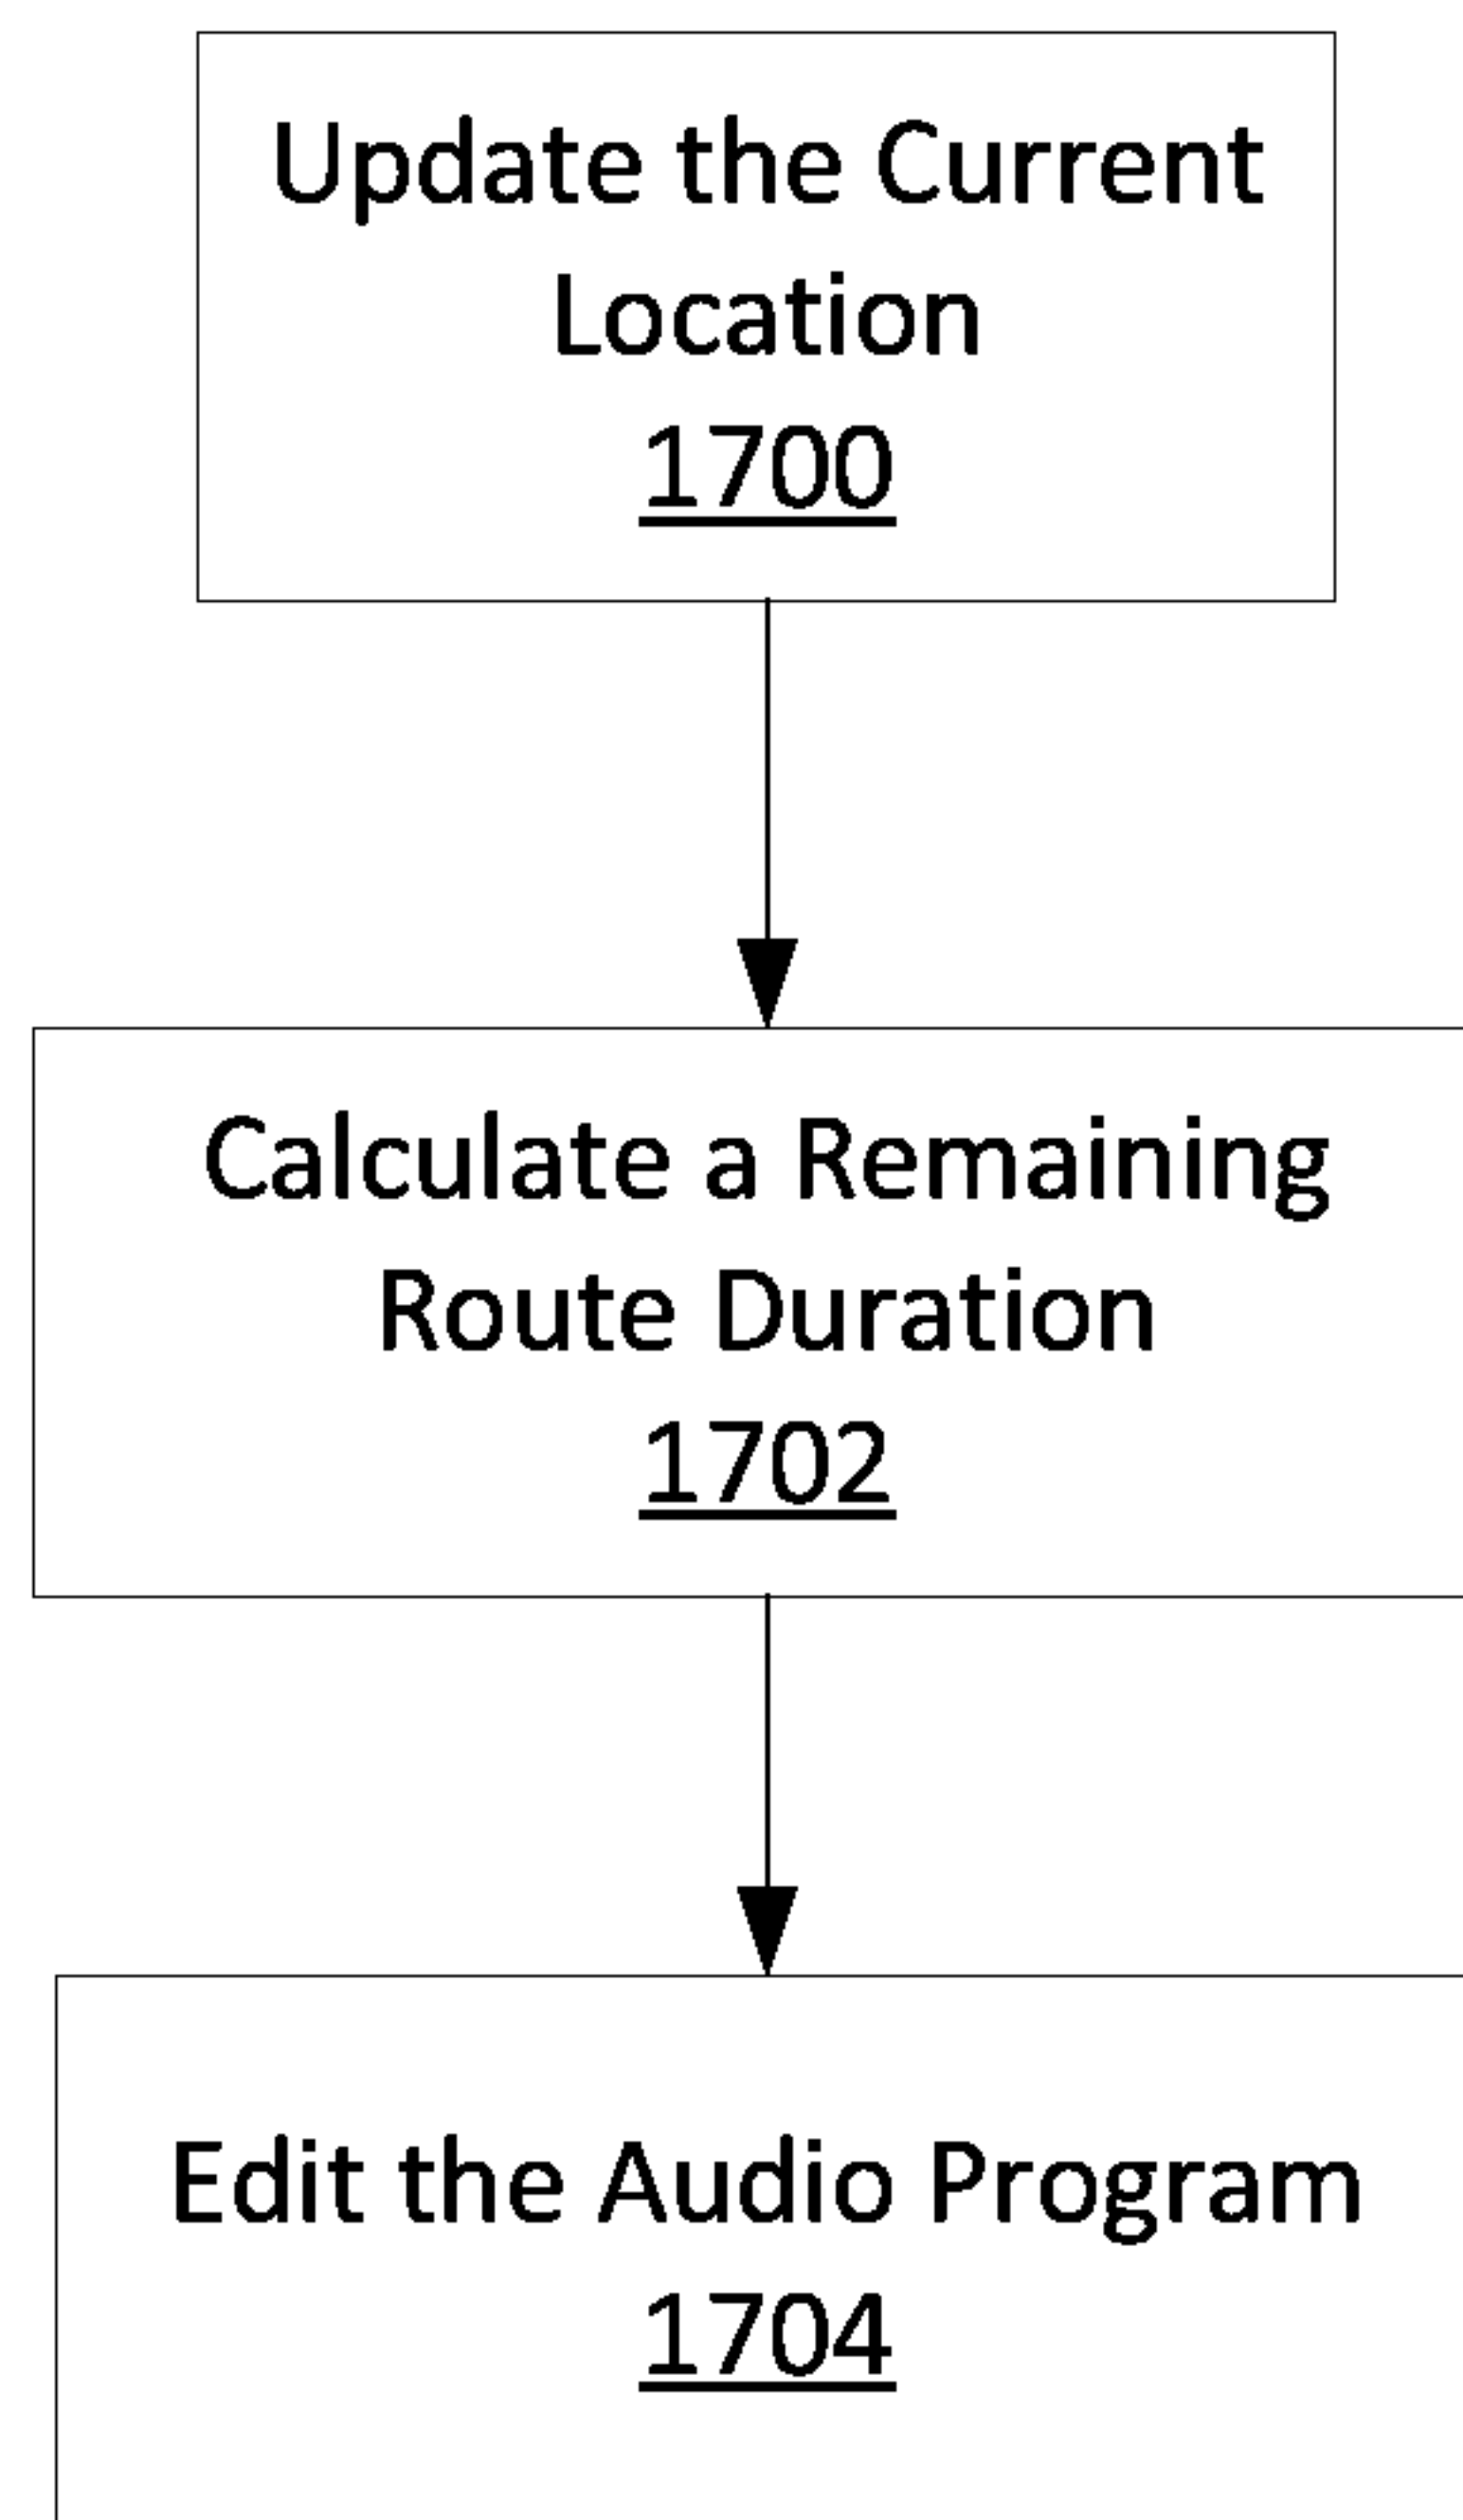 Update the Current
Location
1700
Calculate a Remaining
Route Duration
1702
Edit the Audio Program
1704